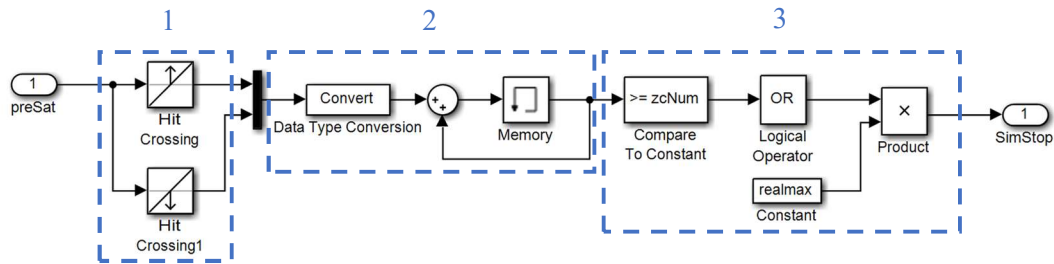 1
2
3
1
preSat
Hit
Crossing
Hit
Crossing1
Convert
Data Type Conversion
+
+
Memory
>= zcNum
Compare
To Constant
OR
Logical
Operator
realmax
Constant
×
Product
1
SimStop